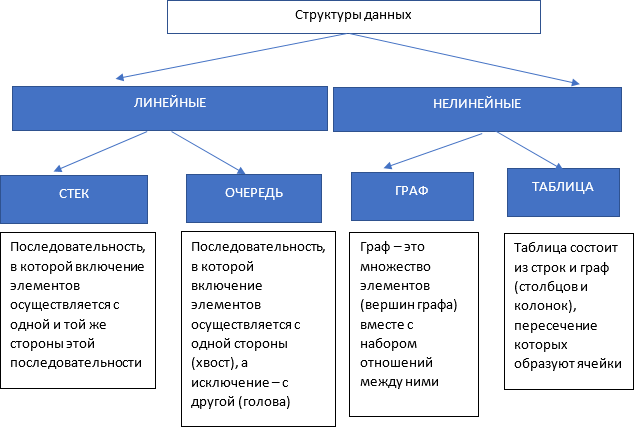 Структуры данных
ЛИНЕЙНЫЕ
НЕЛИНЕЙНЫЕ
СТЕК
ОЧЕРЕДЬ
ГРАФ
ТАБЛИЦА
Последовательность,
в которой включение
элементов
осуществляется с
одной и той же
стороны этой
последовательности
Последовательность,
в которой
включение
элементов
осуществляется с
одной стороны
(хвост), а
исключение – с
другой (голова)
Граф – это
множество
элементов
(вершин графа)
вместе с
набором
отношений
между ними
Таблица состоит
из строк и граф
(столбцов и
колонок),
пересечение
которых
образуют ячейки